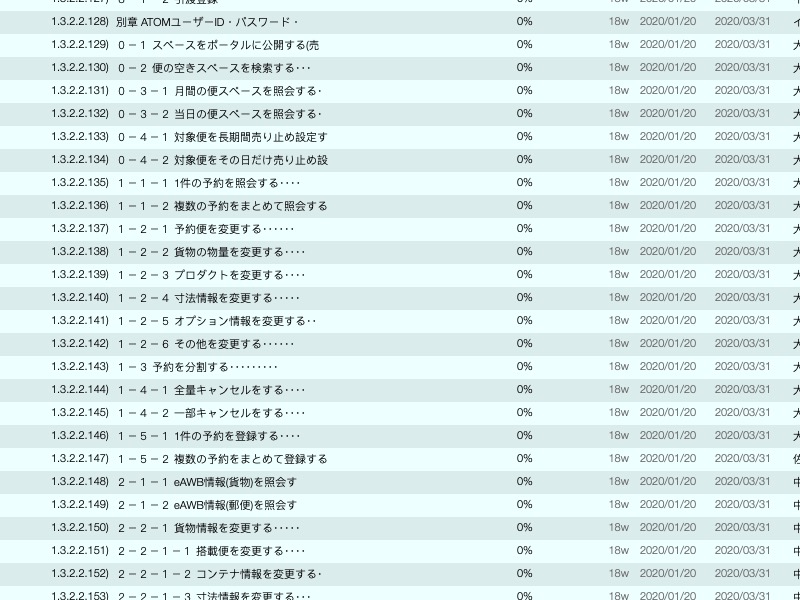 1.3.2.2.127) 引渡登録 0% 18w 2020/01/20 2020/03/31
1.3.2.2.128) 別章 ATOMユーザーID・パスワード・ 0% 18w 2020/01/20 2020/03/31 イ
1.3.2.2.129) ０－１ スペースをポータルに公開する(売 0% 18w 2020/01/20 2020/03/31 大
1.3.2.2.130) ０－２ 便の空きスペースを検索する・・・ 0% 18w 2020/01/20 2020/03/31 大
1.3.2.2.131) ０－３－１ 月間の便スペースを照会する・ 0% 18w 2020/01/20 2020/03/31 大
1.3.2.2.132) ０－３－２ 当日の便スペースを照会する・ 0% 18w 2020/01/20 2020/03/31 大
1.3.2.2.133) ０－４－１ 対象便を長期間売り止め設定す 0% 18w 2020/01/20 2020/03/31 大
1.3.2.2.134) ０－４－２ 対象便をその日だけ売り止め設 0% 18w 2020/01/20 2020/03/31 大
1.3.2.2.135) １－１－１ 1件の予約を照会する・・・・ 0% 18w 2020/01/20 2020/03/31 大
1.3.2.2.136) １－１－２ 複数の予約をまとめて照会する 0% 18w 2020/01/20 2020/03/31 大
1.3.2.2.137) １－２－１ 予約便を変更する・・・・・・ 0% 18w 2020/01/20 2020/03/31 大
1.3.2.2.138) １－２－２ 貨物の物量を変更する・・・・ 0% 18w 2020/01/20 2020/03/31 大
1.3.2.2.139) １－２－３ プロダクトを変更する・・・・ 0% 18w 2020/01/20 2020/03/31 大
1.3.2.2.140) １－２－４ 寸法情報を変更する・・・・・ 0% 18w 2020/01/20 2020/03/31 大
1.3.2.2.141) １－２－５ オプション情報を変更する・・ 0% 18w 2020/01/20 2020/03/31 大
1.3.2.2.142) １－２－６ その他を変更する・・・・・・ 0% 18w 2020/01/20 2020/03/31 大
1.3.2.2.143) １－３ 予約を分割する・・・・・・・・・ 0% 18w 2020/01/20 2020/03/31 大
1.3.2.2.144) １－４－１ 全量キャンセルをする・・・・ 0% 18w 2020/01/20 2020/03/31 大
1.3.2.2.145) １－４－２ 一部キャンセルをする・・・・ 0% 18w 2020/01/20 2020/03/31 大
1.3.2.2.146) １－５－１ 1件の予約を登録する・・・・ 0% 18w 2020/01/20 2020/03/31 大
1.3.2.2.147) １－５－２ 複数の予約をまとめて登録する 0% 18w 2020/01/20 2020/03/31 佐
1.3.2.2.148) ２－１－１ eAWB情報(貨物)を照会す 0% 18w 2020/01/20 2020/03/31 中
1.3.2.2.149) ２－１－２ eAWB情報(郵便)を照会す 0% 18w 2020/01/20 2020/03/31 中
1.3.2.2.150) ２－２－１ 貨物情報を変更する・・・・・ 0% 18w 2020/01/20 2020/03/31 中
1.3.2.2.151) ２－２－１－１ 搭載便を変更する・・・・ 0% 18w 2020/01/20 2020/03/31 中
1.3.2.2.152) ２－２－１－２ コンテナ情報を変更する・ 0% 18w 2020/01/20 2020/03/31 中
1.3.2.2.153) ２－２－１－３ 寸法情報を変更する・・・ 0% 18w 2020/01/20 2020/03/31 中